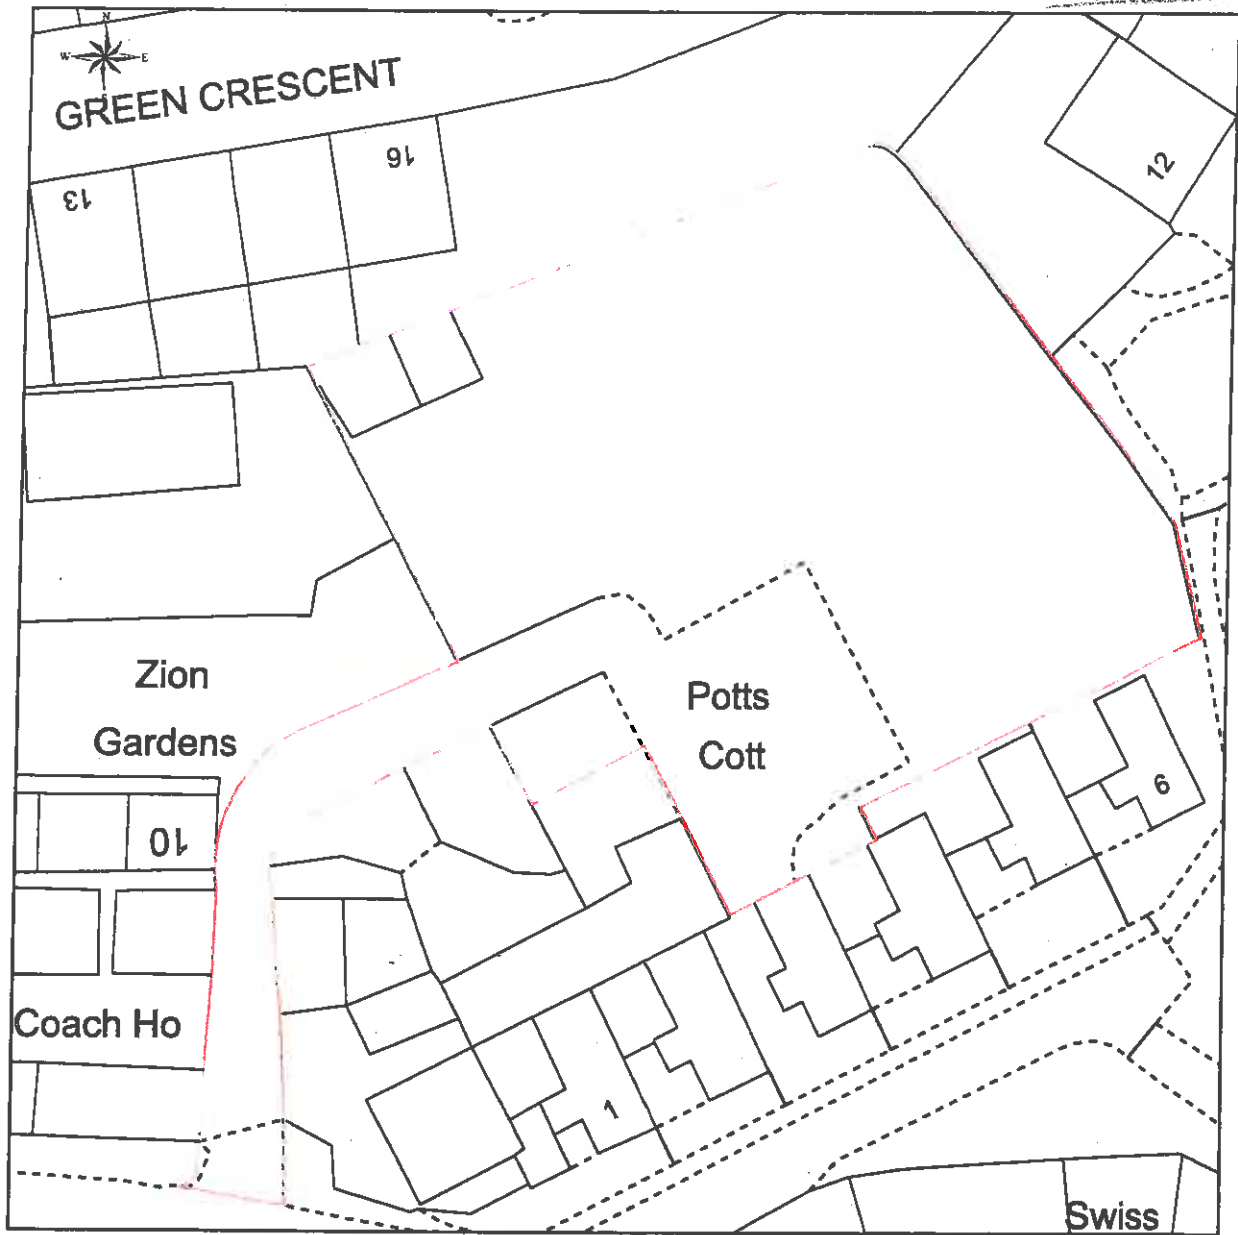 N
W E
GREEN CRESCENT
13
16
12
Zion
Gardens
Potts
Cott
10
6
Coach Ho
1
Swiss